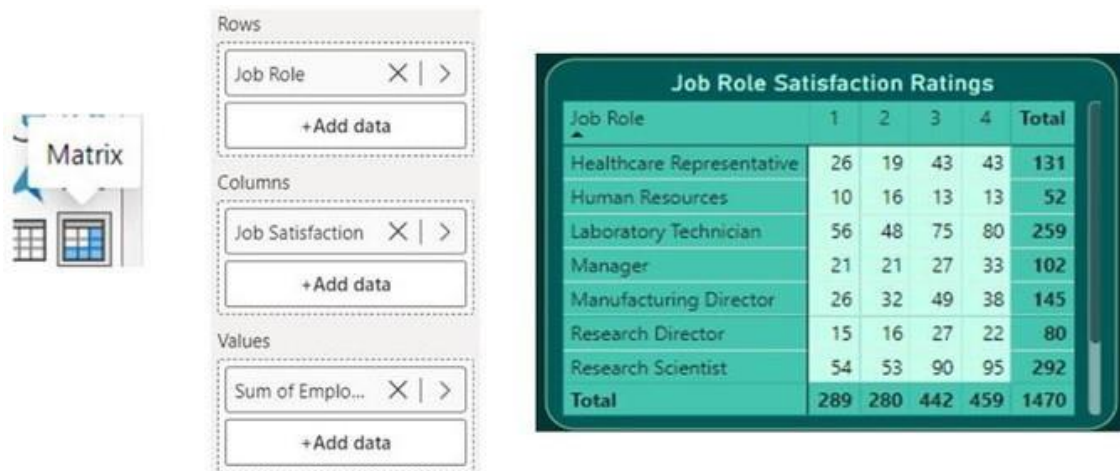 Matrix
Rows
Job Role
+Add data
Columns
Job Satisfaction
+Add data
Values
Sum of Emplo...
+Add data
Job Role Satisfaction Ratings
Job Role 1 2 3 4 Total
Healthcare Representative 26 19 43 43 131
Human Resources 10 16 13 13 52
Laboratory Technician 56 48 75 80 259
Manager 21 21 27 33 102
Manufacturing Director 26 32 49 38 145
Research Director 15 16 27 22 80
Research Scientist 54 53 90 95 292
Total 289 280 442 459 1470